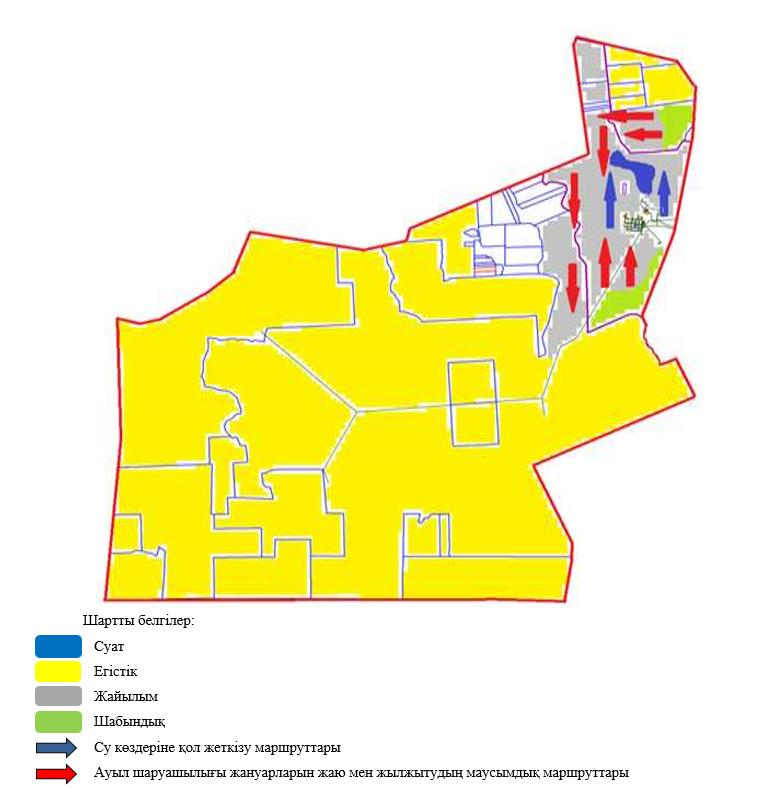 Шартты белгілер:
Суат
Егістік
Жайылым
Шабындық
Су көздеріне қол жеткізу маршруттары
Ауыл шаруашылығы жануарларын жаю мен жылжытудың маусымдық маршруттары